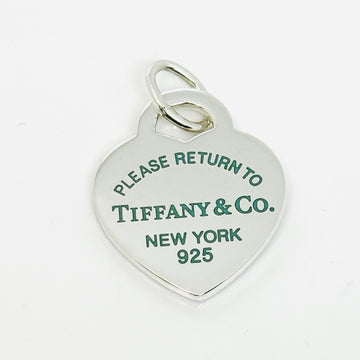 PLEASE RETURN TO
TIFFANY & CO.
NEW YORK
925